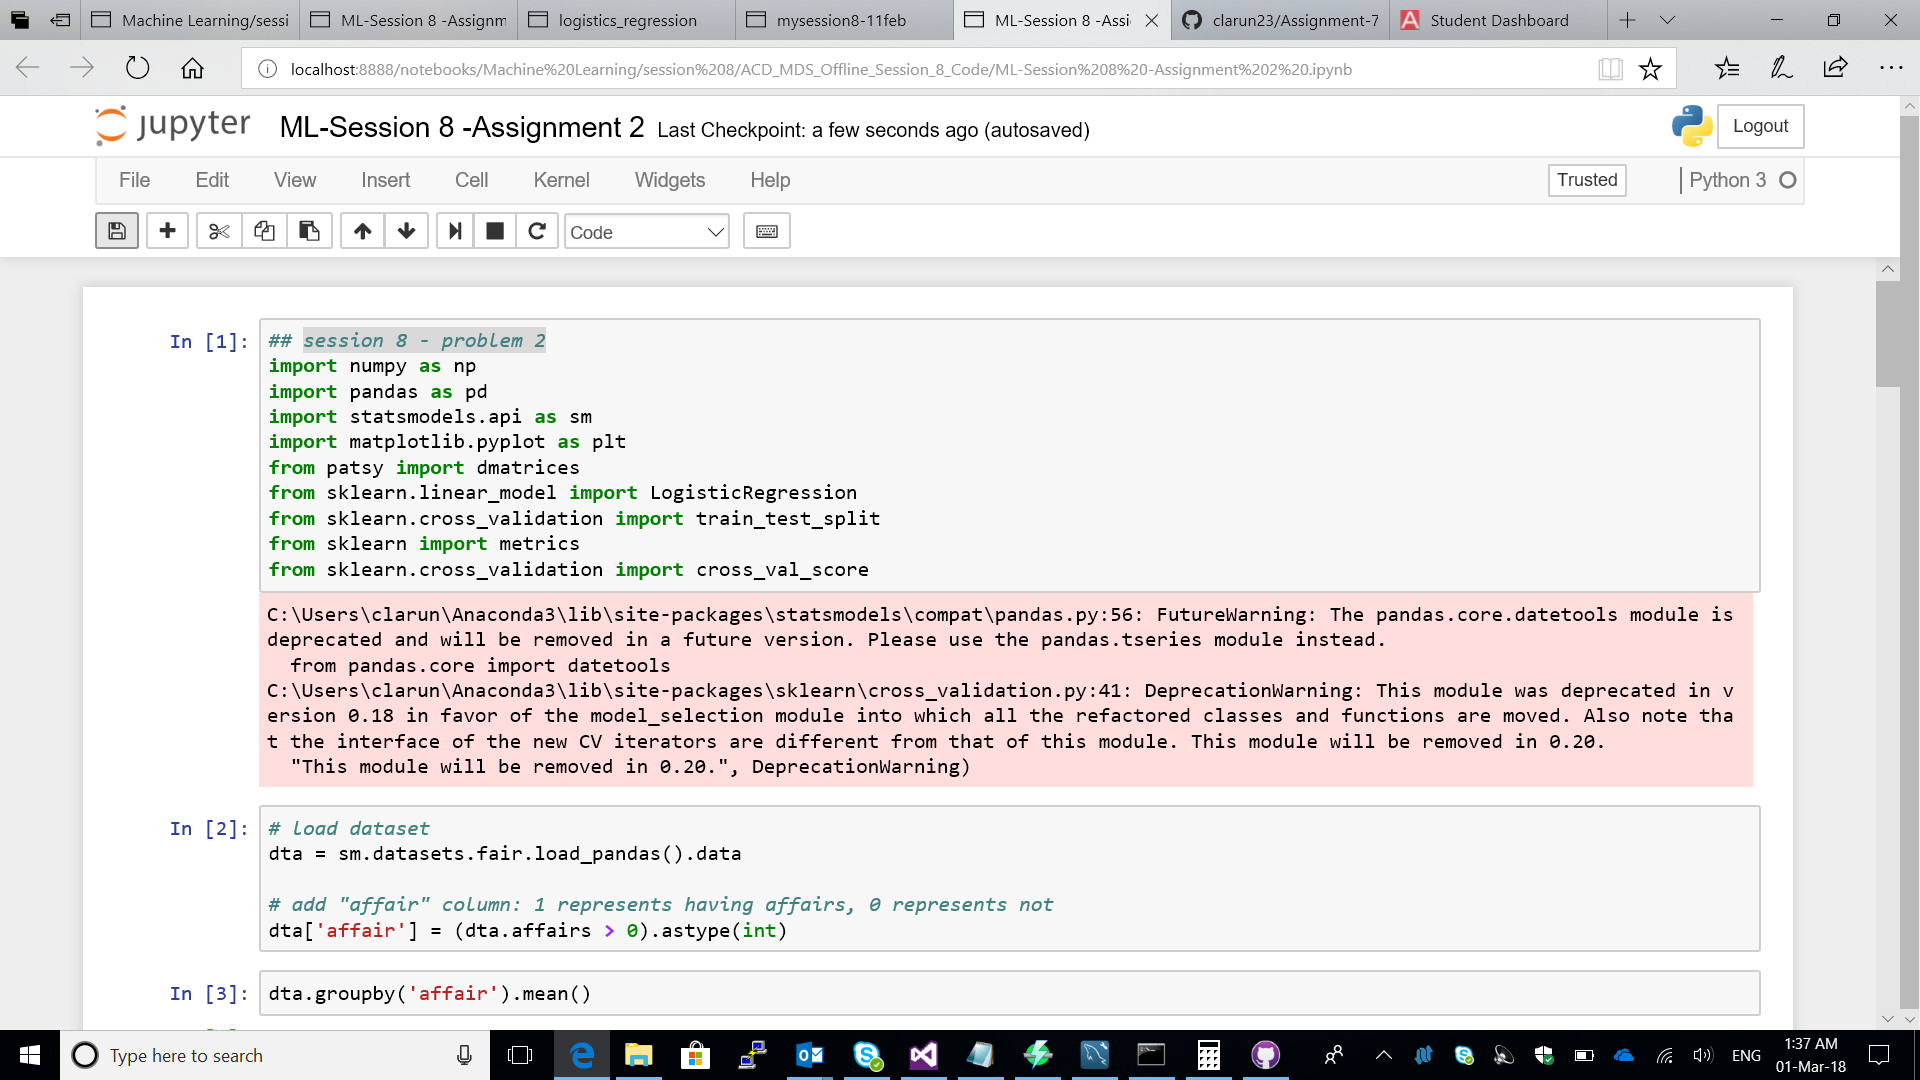 Machine Learning/sessi
ML-Session 8 -Assignm
logistics_regression
mysession8-11feb
ML-Session 8 -Assi
clarun23/Assignment-7
Student Dashboard
localhost:8888/notebooks/Machine%20Learning/session%208/ACD_MDS_Offline_Session_8_Code/ML-Session%208%20-Assignment%202%20.ipynb
jupyter ML-Session 8 -Assignment 2 Last Checkpoint: a few seconds ago (autosaved)
Logout
File Edit View Insert Cell Kernel Widgets Help
Trusted
Python 3
Code
In [1]:
## session 8 - problem 2
import numpy as np
import pandas as pd
import statsmodels.api as sm
import matplotlib.pyplot as plt
from patsy import dmatrices
from sklearn.linear_model import LogisticRegression
from sklearn.cross_validation import train_test_split
from sklearn import metrics
from sklearn.cross_validation import cross_val_score
C:\Users\clarun\Anaconda3\lib\site-packages\statsmodels\compat\pandas.py:56: FutureWarning: The pandas.core.datetools module is
deprecated and will be removed in a future version. Please use the pandas.tseries module instead.
from pandas.core import datetools
C:\Users\clarun\Anaconda3\lib\site-packages\sklearn\cross_validation.py:41: DeprecationWarning: This module was deprecated in v
ersion 0.18 in favor of the model_selection module into which all the refactored classes and functions are moved. Also note tha
t the interface of the new CV iterators are different from that of this module. This module will be removed in 0.20.
"This module will be removed in 0.20.", DeprecationWarning)
In [2]:
# load dataset
dta = sm.datasets.fair.load_pandas().data
# add "affair" column: 1 represents having affairs, 0 represents not
dta['affair'] = (dta.affairs > 0).astype(int)
In [3]:
dta.groupby('affair').mean()
Type here to search
ENG
1:37 AM
01-Mar-18